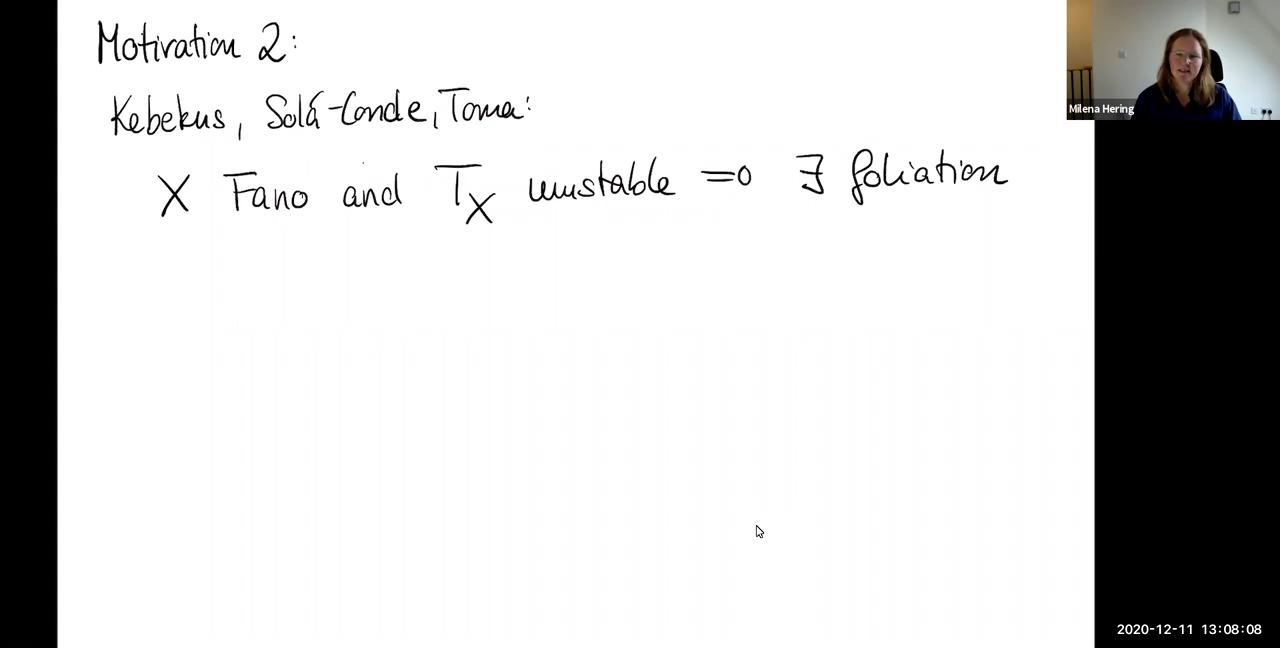 Motivation 2:
Kebekus, Solá-Conde, Toma:
X Fano and T_X unstable => ∃ foliation
Milena Hering
2020-12-11 13:08:08